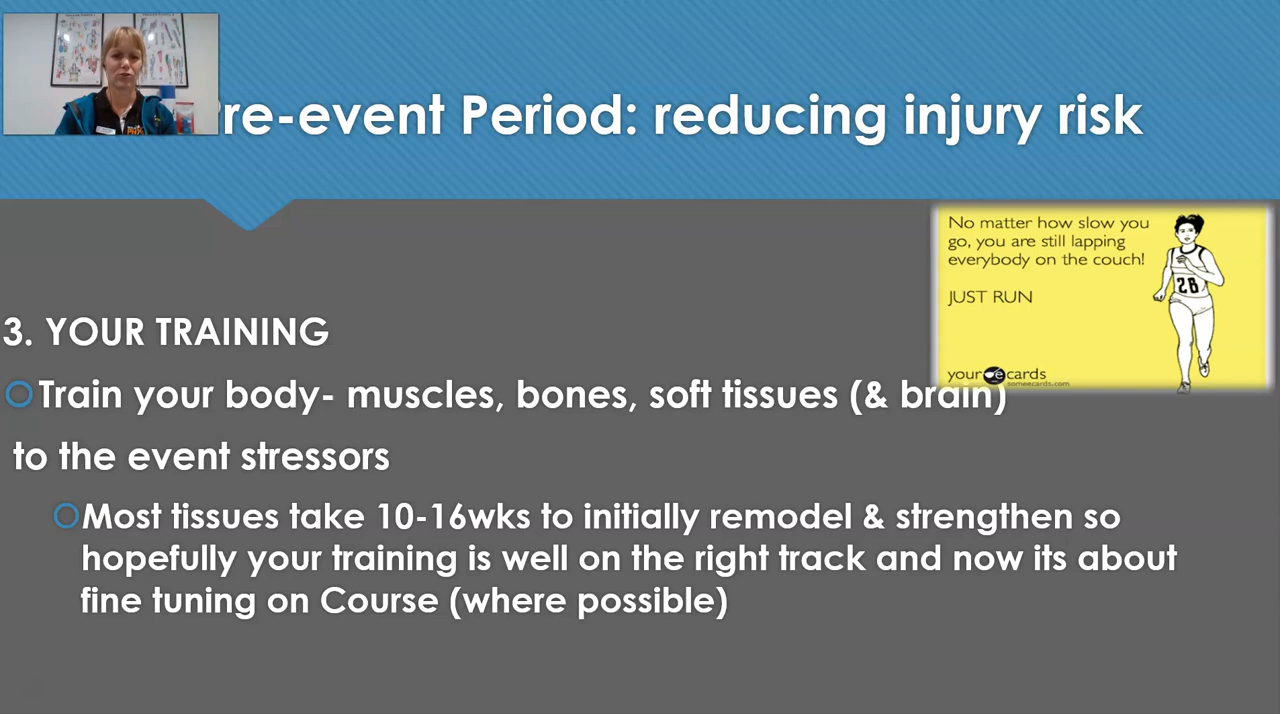 re-event Period: reducing injury risk
No matter how slow you
go, you are still lapping
everybody on the couch!
JUST RUN
28
your e cards
someecards.com
3. YOUR TRAINING
Train your body- muscles, bones, soft tissues (& brain)
to the event stressors
Most tissues take 10-16wks to initially remodel & strengthen so
hopefully your training is well on the right track and now its about
fine tuning on Course (where possible)